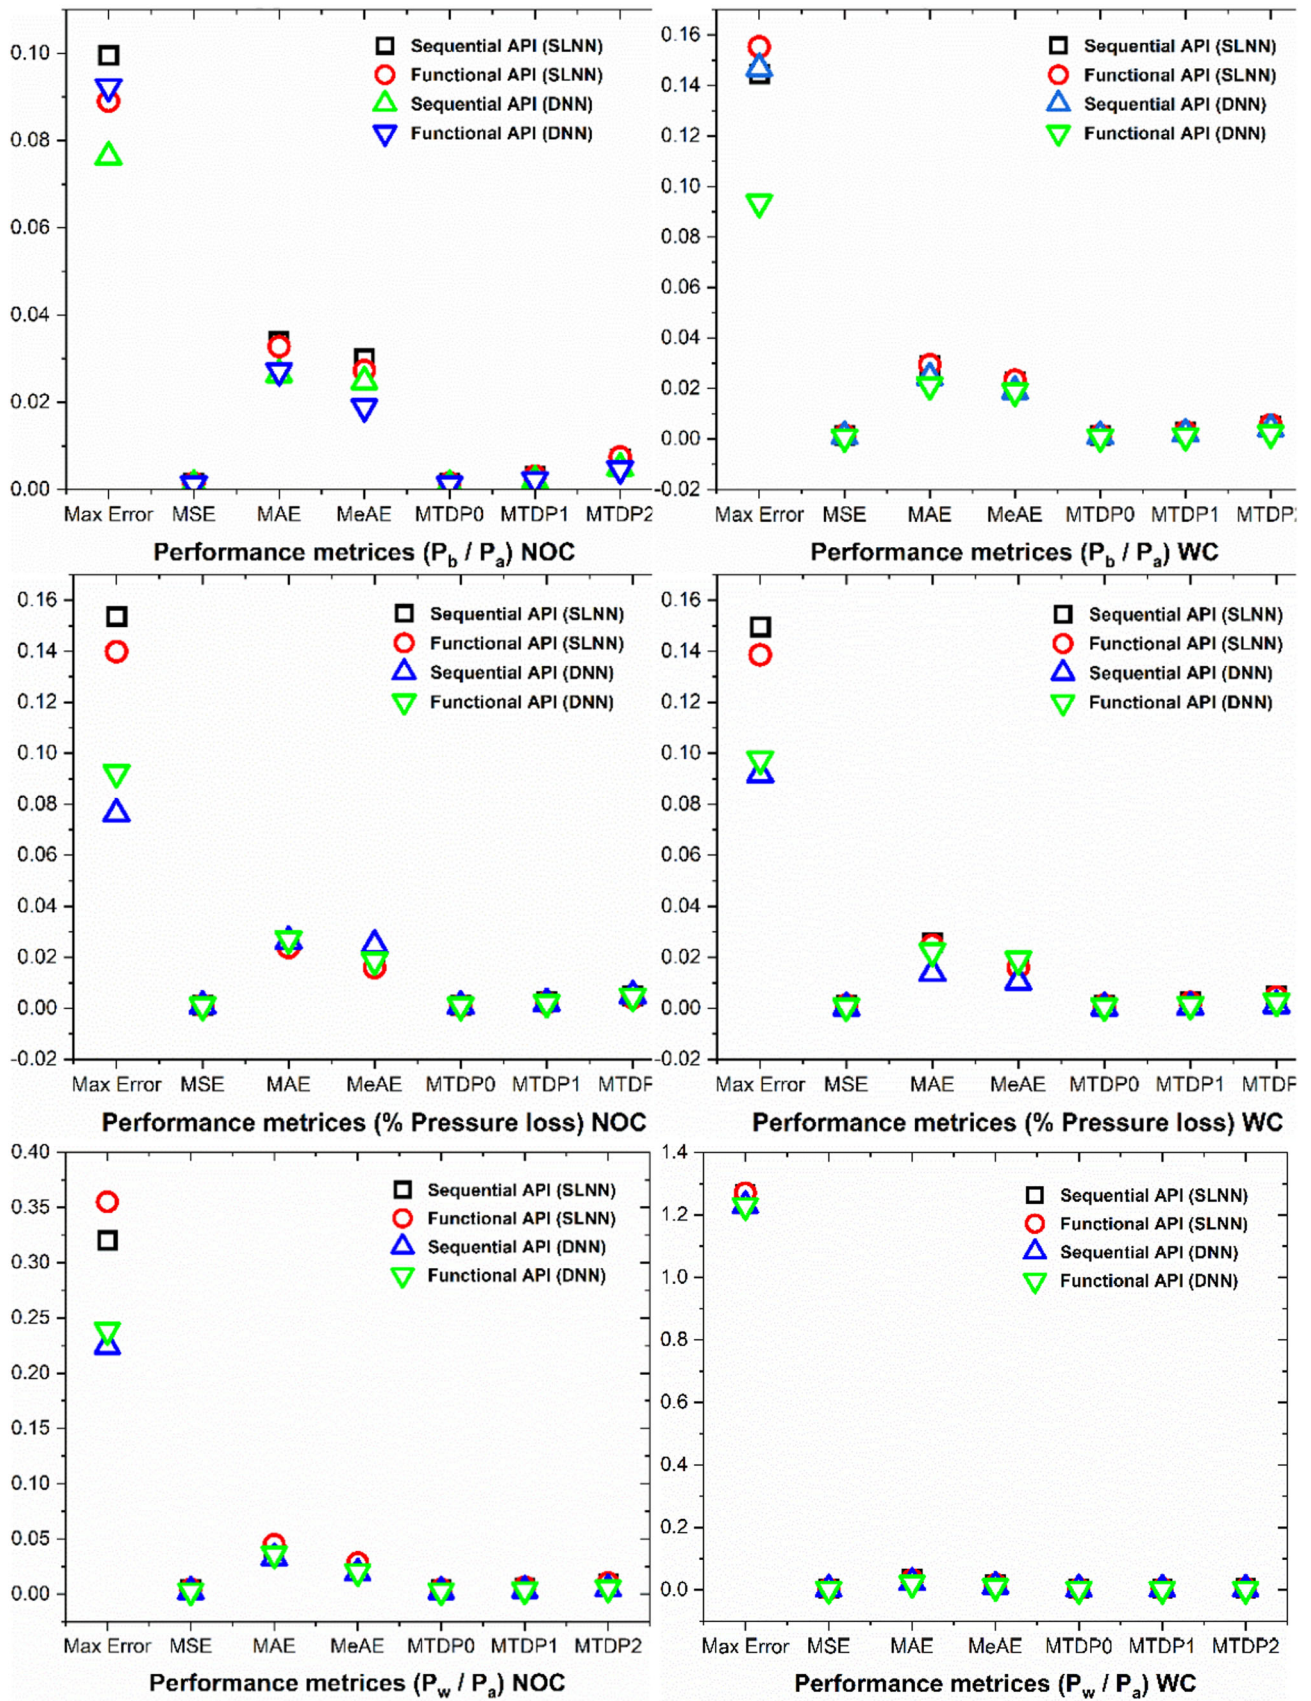 0.10
0.08
0.06
0.04
0.02
0.00
Sequential API (SLNN)
Functional API (SLNN)
Sequential API (DNN)
Functional API (DNN)
Max Error MSE MAE MeAE MTDP0 MTDP1 MTDP2
Performance metrices (Pb / Pa) NOC
0.16
0.14
0.12
0.10
0.08
0.06
0.04
0.02
0.00
-0.02
Sequential API (SLNN)
Functional API (SLNN)
Sequential API (DNN)
Functional API (DNN)
Max Error MSE MAE MeAE MTDP0 MTDP1 MTDP
Performance metrices (Pb / Pa) WC
0.16
0.14
0.12
0.10
0.08
0.06
0.04
0.02
0.00
-0.02
Sequential API (SLNN)
Functional API (SLNN)
Sequential API (DNN)
Functional API (DNN)
Max Error MSE MAE MeAE MTDP0 MTDP1 MTD
Performance metrices (% Pressure loss) NOC
0.16
0.14
0.12
0.10
0.08
0.06
0.04
0.02
0.00
-0.02
Sequential API (SLNN)
Functional API (SLNN)
Sequential API (DNN)
Functional API (DNN)
Max Error MSE MAE MeAE MTDP0 MTDP1 MTD
Performance metrices (% Pressure loss) WC
0.40
0.35
0.30
0.25
0.20
0.15
0.10
0.05
0.00
Sequential API (SLNN)
Functional API (SLNN)
Sequential API (DNN)
Functional API (DNN)
Max Error MSE MAE MeAE MTDP0 MTDP1 MTDP2
Performance metrices (Pw / Pa) NOC
1.4
1.2
1.0
0.8
0.6
0.4
0.2
0.0
Sequential API (SLNN)
Functional API (SLNN)
Sequential API (DNN)
Functional API (DNN)
Max Error MSE MAE MeAE MTDP0 MTDP1 MTDP2
Performance metrices (Pw / Pa) WC